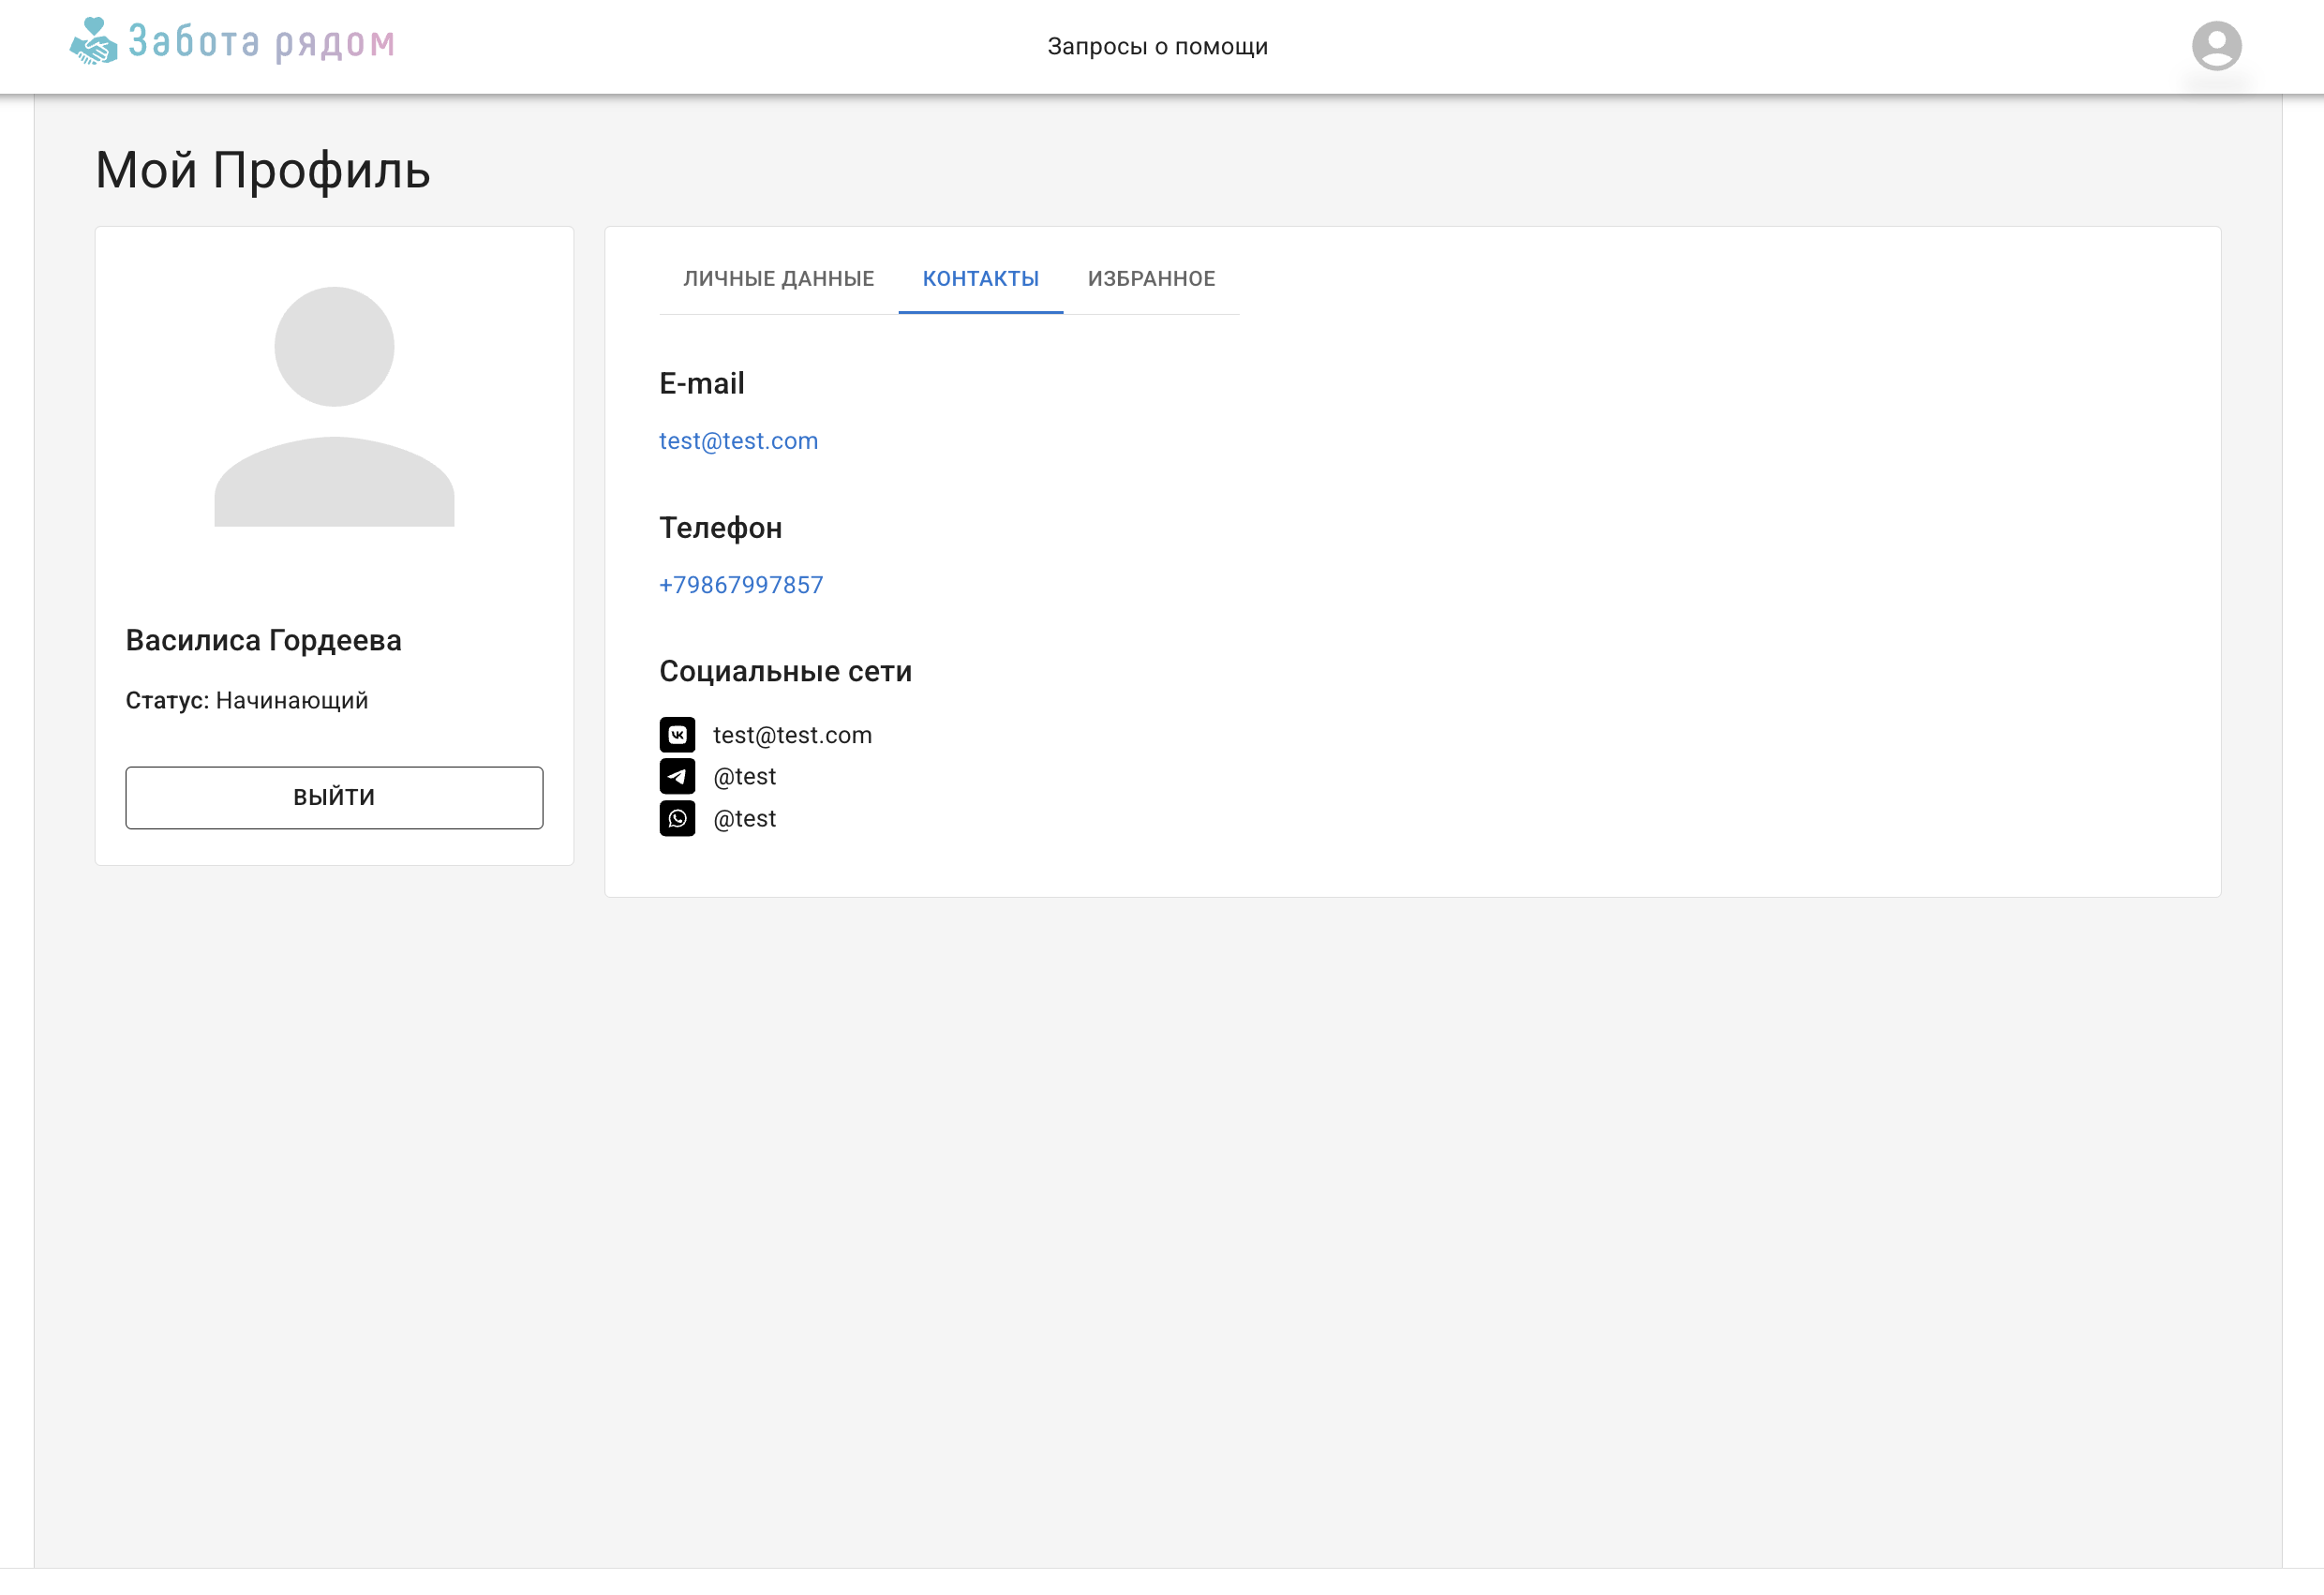 Забота рядом
Запросы о помощи
Мой Профиль
Василиса Гордеева
Статус: Начинающий
ВЫЙТИ
ЛИЧНЫЕ ДАННЫЕ КОНТАКТЫ ИЗБРАННОЕ
E-mail
test@test.com
Телефон
+79867997857
Социальные сети
test@test.com
@test
@test